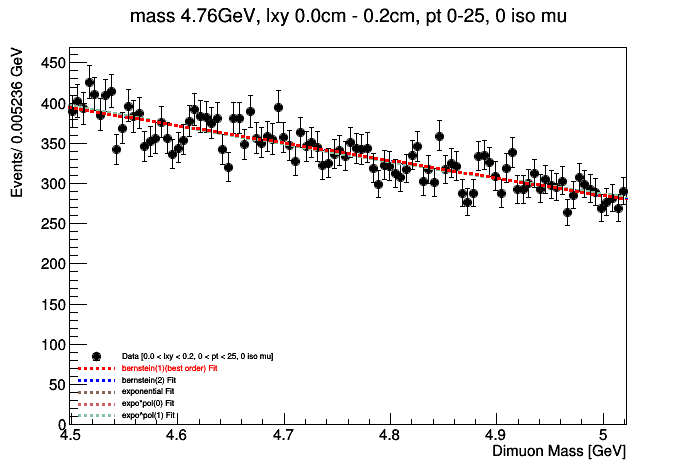 mass 4.76GeV, lxy 0.0cm - 0.2cm, pt 0-25, 0 iso mu
Events/ 0.005236 GeV
450
400
350
300
250
200
150
100
50
0
Data [0.0 < lxy < 0.2, 0 < pt < 25, 0 iso mu]
bernstein(1)(best order) Fit
bernstein(2) Fit
exponential Fit
expo*pol(0) Fit
expo*pol(1) Fit
4.5 4.6 4.7 4.8 4.9 5
Dimuon Mass [GeV]